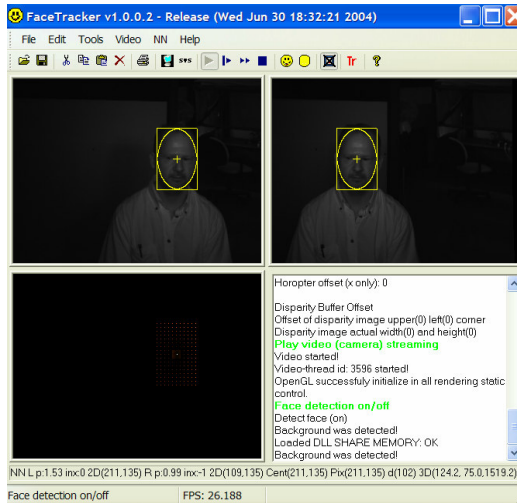 FaceTracker v1.0.0.2 - Release (Wed Jun 30 18:32:21 2004)
File Edit Tools Video NN Help
SYS Tr ?
Horopter offset (x only): 0
Disparity Buffer Offset
Offset of disparity image upper(0) left(0) corner
Disparity image actual width(0) and height(0)
Play video (camera) streaming
Video started!
Video-thread id: 3596 started!
OpenGL successfuly initialize in all rendering static
control.
Face detection on/off
Detect face (on)
Background was detected!
Loaded DLL SHARE MEMORY: OK
Background was detected!
NN L p:1.53 inx:0 2D(211,135) R p:0.99 inx:-1 2D(109,135) Cent(211,135) Pix(211,135) d(102) 3D(124.2, 75.0,1519.2)
Face detection on/off FPS: 26.188